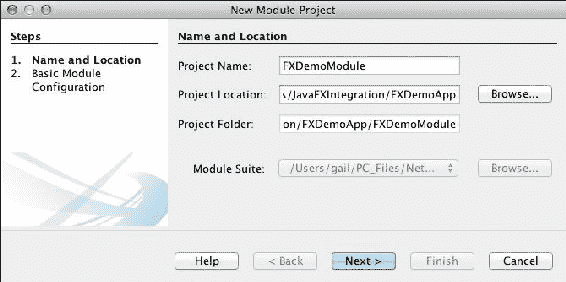 New Module Project
Steps
1. Name and Location
2. Basic Module
Configuration
Name and Location
Project Name: FXDemoModule
Project Location: \/JavaFXIntegration/FXDemoApp Browse...
Project Folder: on/FXDemoApp/FXDemoModule
Module Suite: /Users/gail/PC_Files/Net... Browse...
Help < Back Next > Finish Cancel